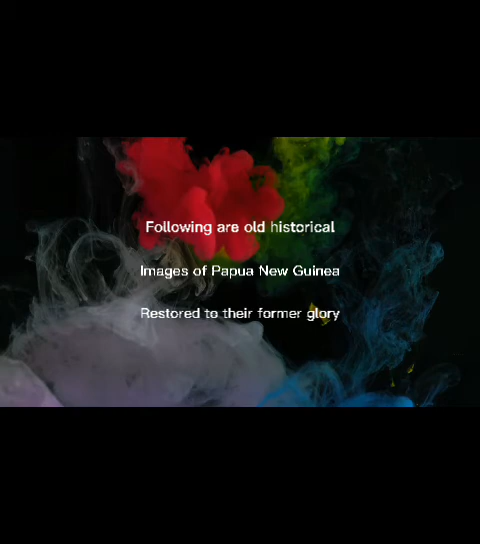 Following are old historical
Images of Papua New Guinea
Restored to their former glory